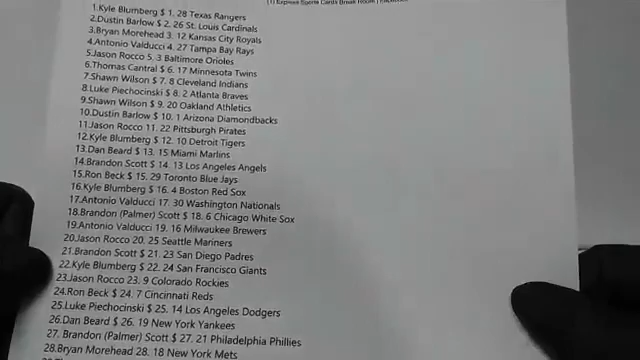 (1) Express Sports Cards Break Room | Facebook
1.Kyle Blumberg $ 1. 28 Texas Rangers
2.Dustin Barlow $ 2. 26 St. Louis Cardinals
3.Bryan Morehead 3. 12 Kansas City Royals
4.Antonio Valducci 4. 27 Tampa Bay Rays
5.Jason Rocco 5. 3 Baltimore Orioles
6.Thomas Cantral $ 6. 17 Minnesota Twins
7.Shawn Wilson $ 7. 8 Cleveland Indians
8.Luke Piechocinski $ 8. 2 Atlanta Braves
9.Shawn Wilson $ 9. 20 Oakland Athletics
10.Dustin Barlow $ 10. 1 Arizona Diamondbacks
11.Jason Rocco 11. 22 Pittsburgh Pirates
12.Kyle Blumberg $ 12. 10 Detroit Tigers
13.Dan Beard $ 13. 15 Miami Marlins
14.Brandon Scott $ 14. 13 Los Angeles Angels
15.Ron Beck $ 15. 29 Toronto Blue Jays
16.Kyle Blumberg $ 16. 4 Boston Red Sox
17.Antonio Valducci 17. 30 Washington Nationals
18.Brandon (Palmer) Scott $ 18. 6 Chicago White Sox
19.Antonio Valducci 19. 16 Milwaukee Brewers
20.Jason Rocco 20. 25 Seattle Mariners
21.Brandon Scott $ 21. 23 San Diego Padres
22.Kyle Blumberg $ 22. 24 San Francisco Giants
23.Jason Rocco 23. 9 Colorado Rockies
24.Ron Beck $ 24. 7 Cincinnati Reds
25.Luke Piechocinski $ 25. 14 Los Angeles Dodgers
26.Dan Beard $ 26. 19 New York Yankees
27. Brandon (Palmer) Scott $ 27. 21 Philadelphia Phillies
28.Bryan Morehead 28. 18 New York Mets